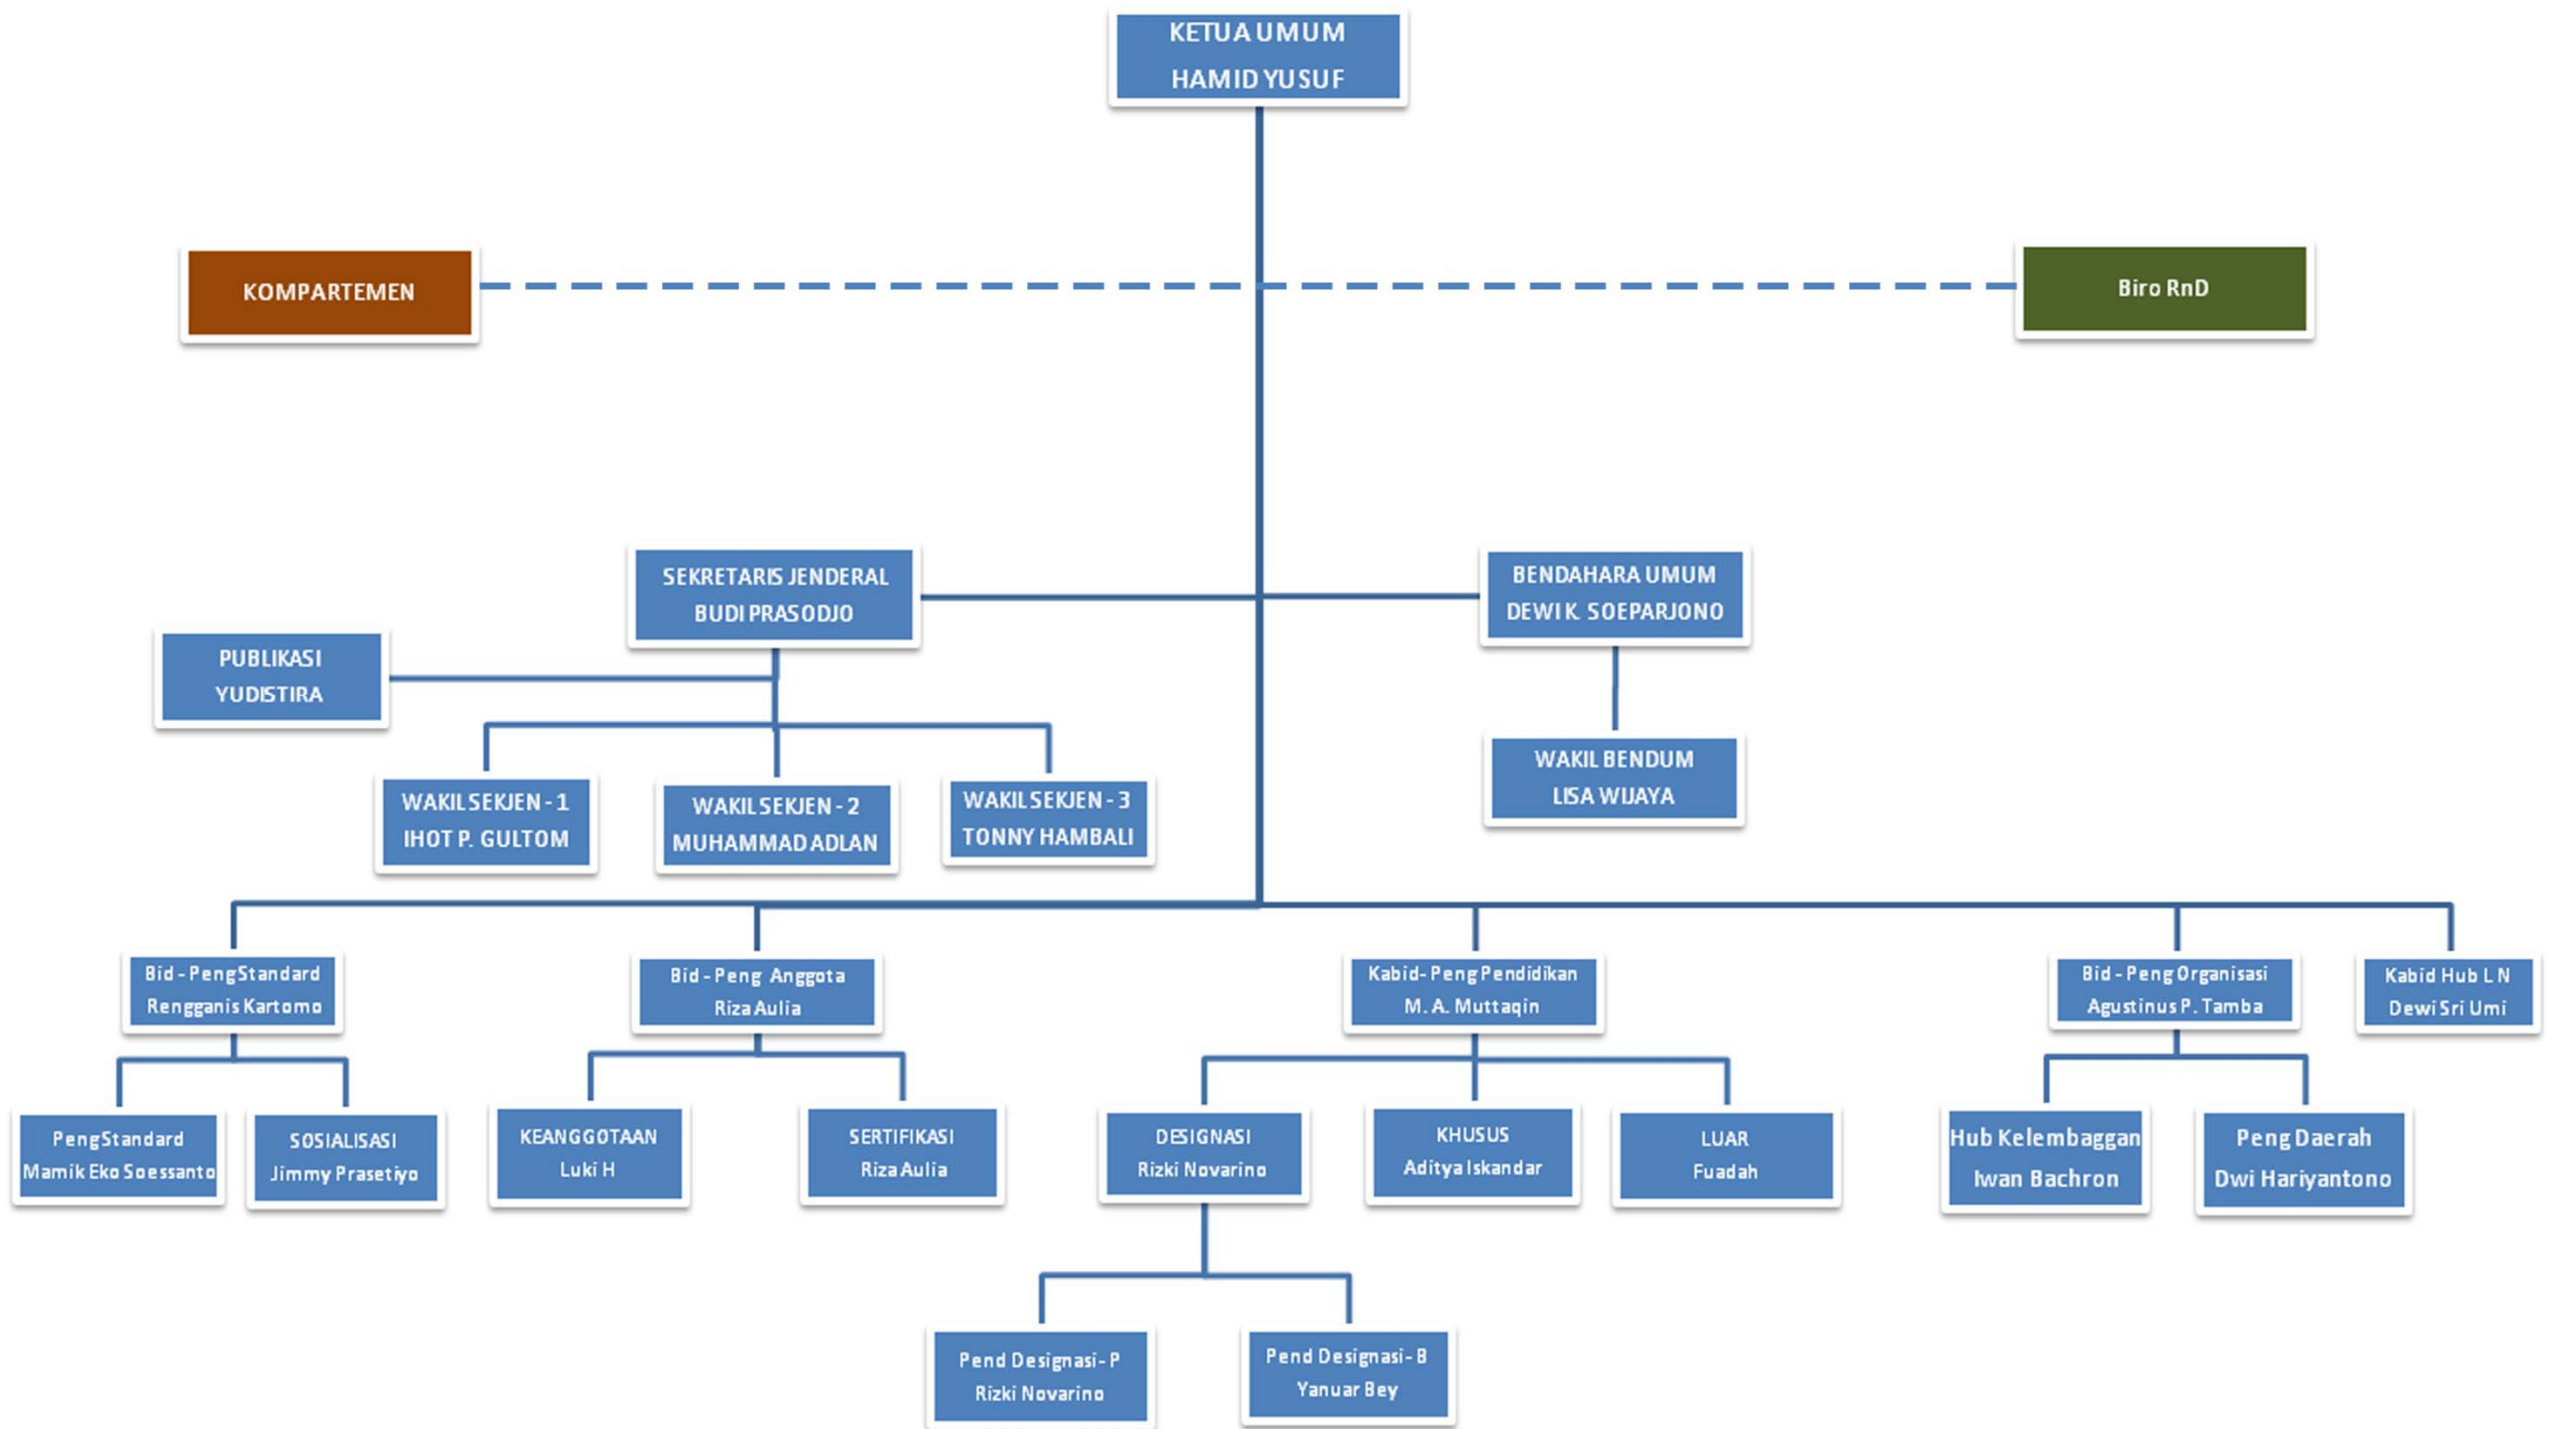 KETUA UMUM
HAMID YUSUF
KOMPARTEMEN
Biro RnD
SEKRETARIS JENDERAL
BUDI PRASODJO
BENDAHARA UMUM
DEWI K. SOEPARJONO
PUBLIKASI
YUDISTIRA
WAKIL BENDUM
LISA WIJAYA
WAKIL SEKJEN - 1
IHOT P. GULTOM
WAKIL SEKJEN - 2
MUHAMMAD ADLAN
WAKIL SEKJEN - 3
TONNY HAMBALI
Bid - Peng Standard
Rengganis Kartomo
Bid - Peng Anggota
Riza Aulia
Kabid- Peng Pendidikan
M. A. Muttaqin
Bid - Peng Organisasi
Agustinus P. Tamba
Kabid Hub L N
Dewi Sri Umi
Peng Standard
Mamik Eko Soessanto
SOSIALISASI
Jimmy Prasetiyo
KEANGGOTAAN
Luki H
SERTIFIKASI
Riza Aulia
DESIGNASI
Rizki Novarino
KHUSUS
Aditya Iskandar
LUAR
Fuadah
Hub Kelembaggan
Iwan Bachron
Peng Daerah
Dwi Hariyantono
Pend Designasi- P
Rizki Novarino
Pend Designasi- B
Yanuar Bey